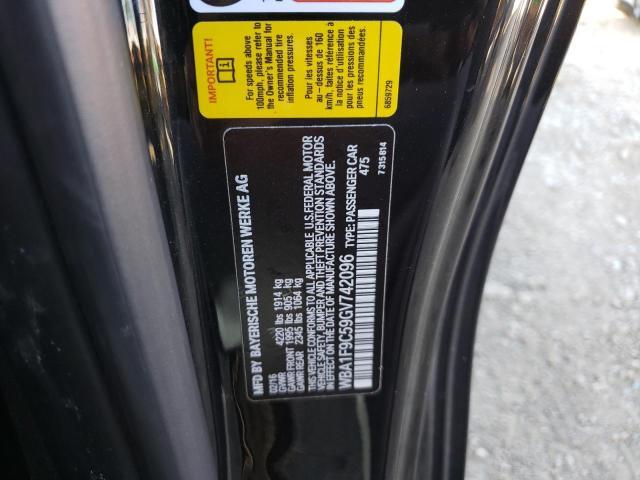 IMPORTANT!
For speeds above
100mph, please refer to
the Owner's Manual for
recommended tire
inflation pressures.
Pour les vitesses
au - dessus de 160
km/h, faites référence à
la notice d'utilisation
pour les pressions des
pneus recommandées.
6859729
MFD BY BAYERISCHE MOTOREN WERKE AG
02/16
GVWR 4220 lbs 1914 kg
GAWR FRONT 1995 lbs 905 kg
GAWR REAR 2345 lbs 1064 kg
THIS VEHICLE CONFORMS TO ALL APPLICABLE U.S.FEDERAL MOTOR
VEHICLE SAFETY, BUMPER AND THEFT PREVENTION STANDARDS
IN EFFECT ON THE DATE OF MANUFACTURE SHOWN ABOVE.
WBA1F9C59GV742096 TYPE: PASSENGER CAR
475
7 315 814